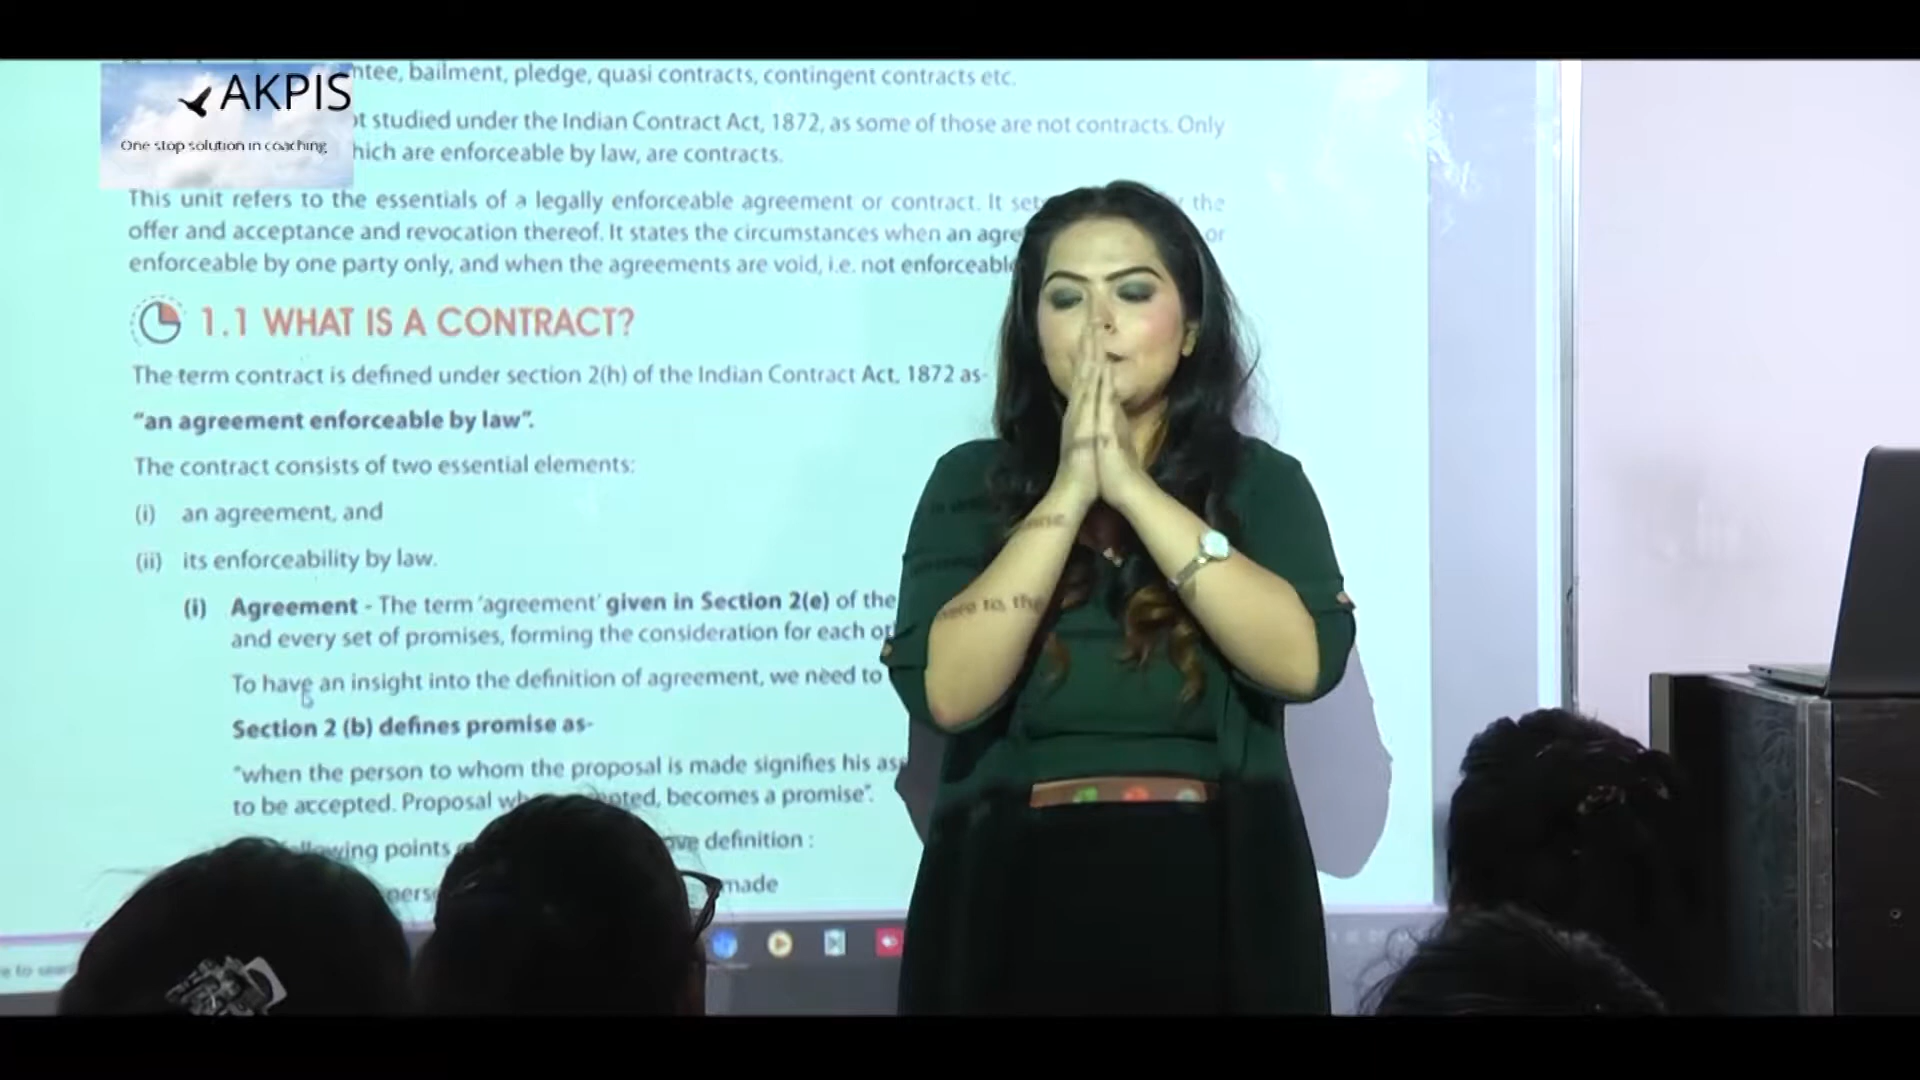 AKPIS
One stop solution in coaching
ntee, bailment, pledge, quasi contracts, contingent contracts etc.
studied under the Indian Contract Act, 1872, as some of those are not contracts. Only
hich are enforceable by law, are contracts.
This unit refers to the essentials of a legally enforceable agreement or contract. It sets the
offer and acceptance and revocation thereof. It states the circumstances when an agre or
enforceable by one party only, and when the agreements are void, i.e. not enforceable
1.1 WHAT IS A CONTRACT?
The term contract is defined under section 2(h) of the Indian Contract Act, 1872 as-
"an agreement enforceable by law".
The contract consists of two essential elements:
(i) an agreement, and
(ii) its enforceability by law.
(i) Agreement - The term 'agreement' given in Section 2(e) of the
and every set of promises, forming the consideration for each ot
To have an insight into the definition of agreement, we need to
Section 2 (b) defines promise as-
"when the person to whom the proposal is made signifies his ass
to be accepted. Proposal wh pted, becomes a promise".
llowing points ove definition :
pers made